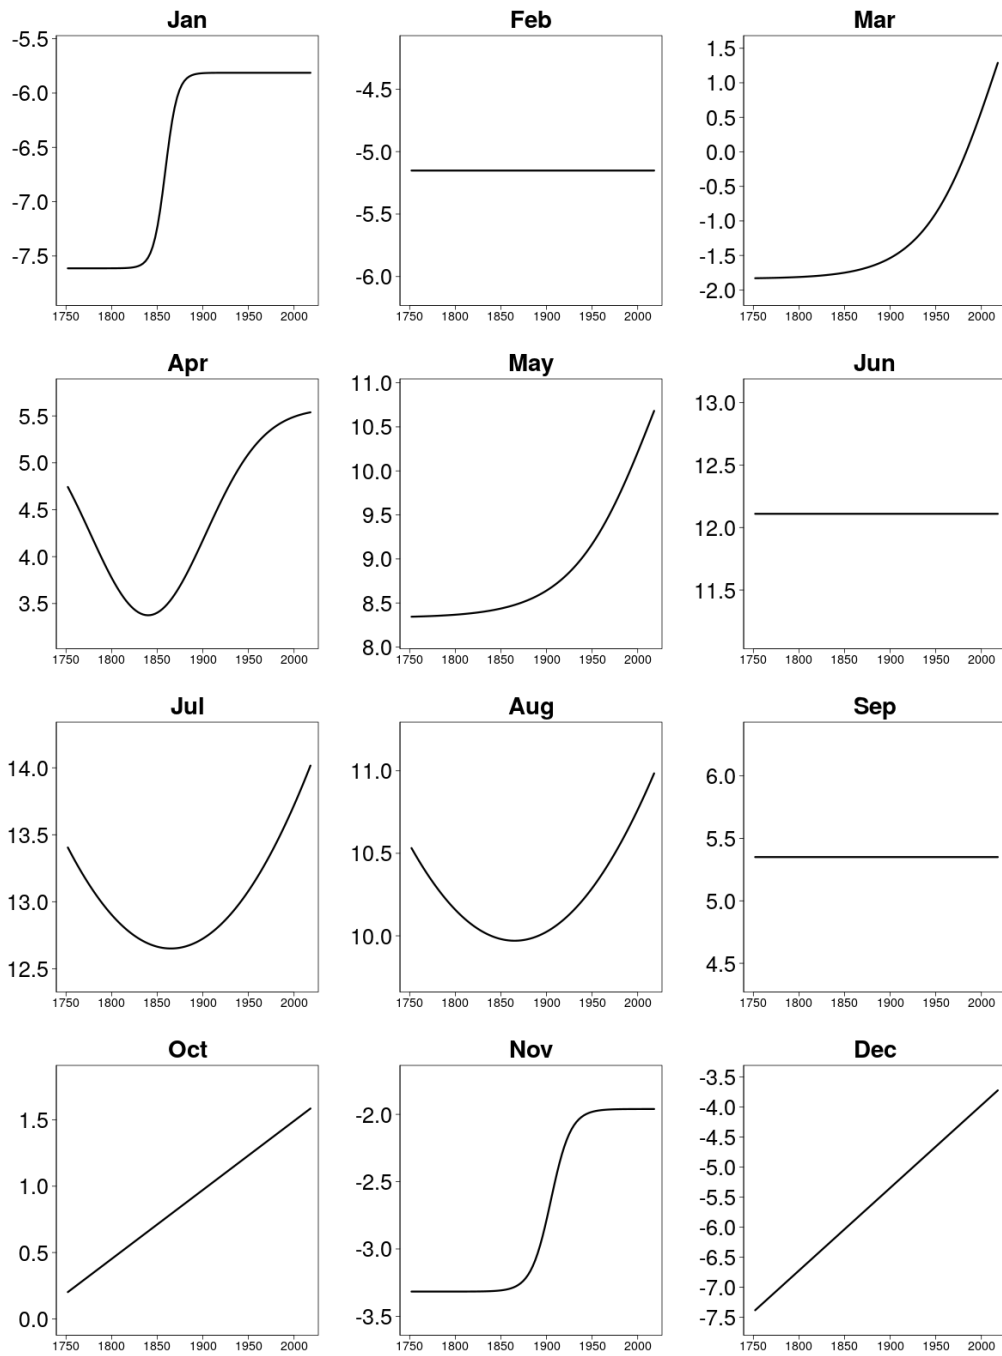 Jan
-5.5
-6.0
-6.5
-7.0
-7.5
1750 1800 1850 1900 1950 2000
Feb
-4.5
-5.0
-5.5
-6.0
1750 1800 1850 1900 1950 2000
Mar
1.5
1.0
0.5
0.0
-0.5
-1.0
-1.5
-2.0
1750 1800 1850 1900 1950 2000
Apr
5.5
5.0
4.5
4.0
3.5
1750 1800 1850 1900 1950 2000
May
11.0
10.5
10.0
9.5
9.0
8.5
8.0
1750 1800 1850 1900 1950 2000
Jun
13.0
12.5
12.0
11.5
1750 1800 1850 1900 1950 2000
Jul
14.0
13.5
13.0
12.5
1750 1800 1850 1900 1950 2000
Aug
11.0
10.5
10.0
1750 1800 1850 1900 1950 2000
Sep
6.0
5.5
5.0
4.5
1750 1800 1850 1900 1950 2000
Oct
1.5
1.0
0.5
0.0
1750 1800 1850 1900 1950 2000
Nov
-2.0
-2.5
-3.0
-3.5
1750 1800 1850 1900 1950 2000
Dec
-3.5
-4.0
-4.5
-5.0
-5.5
-6.0
-6.5
-7.0
-7.5
1750 1800 1850 1900 1950 2000